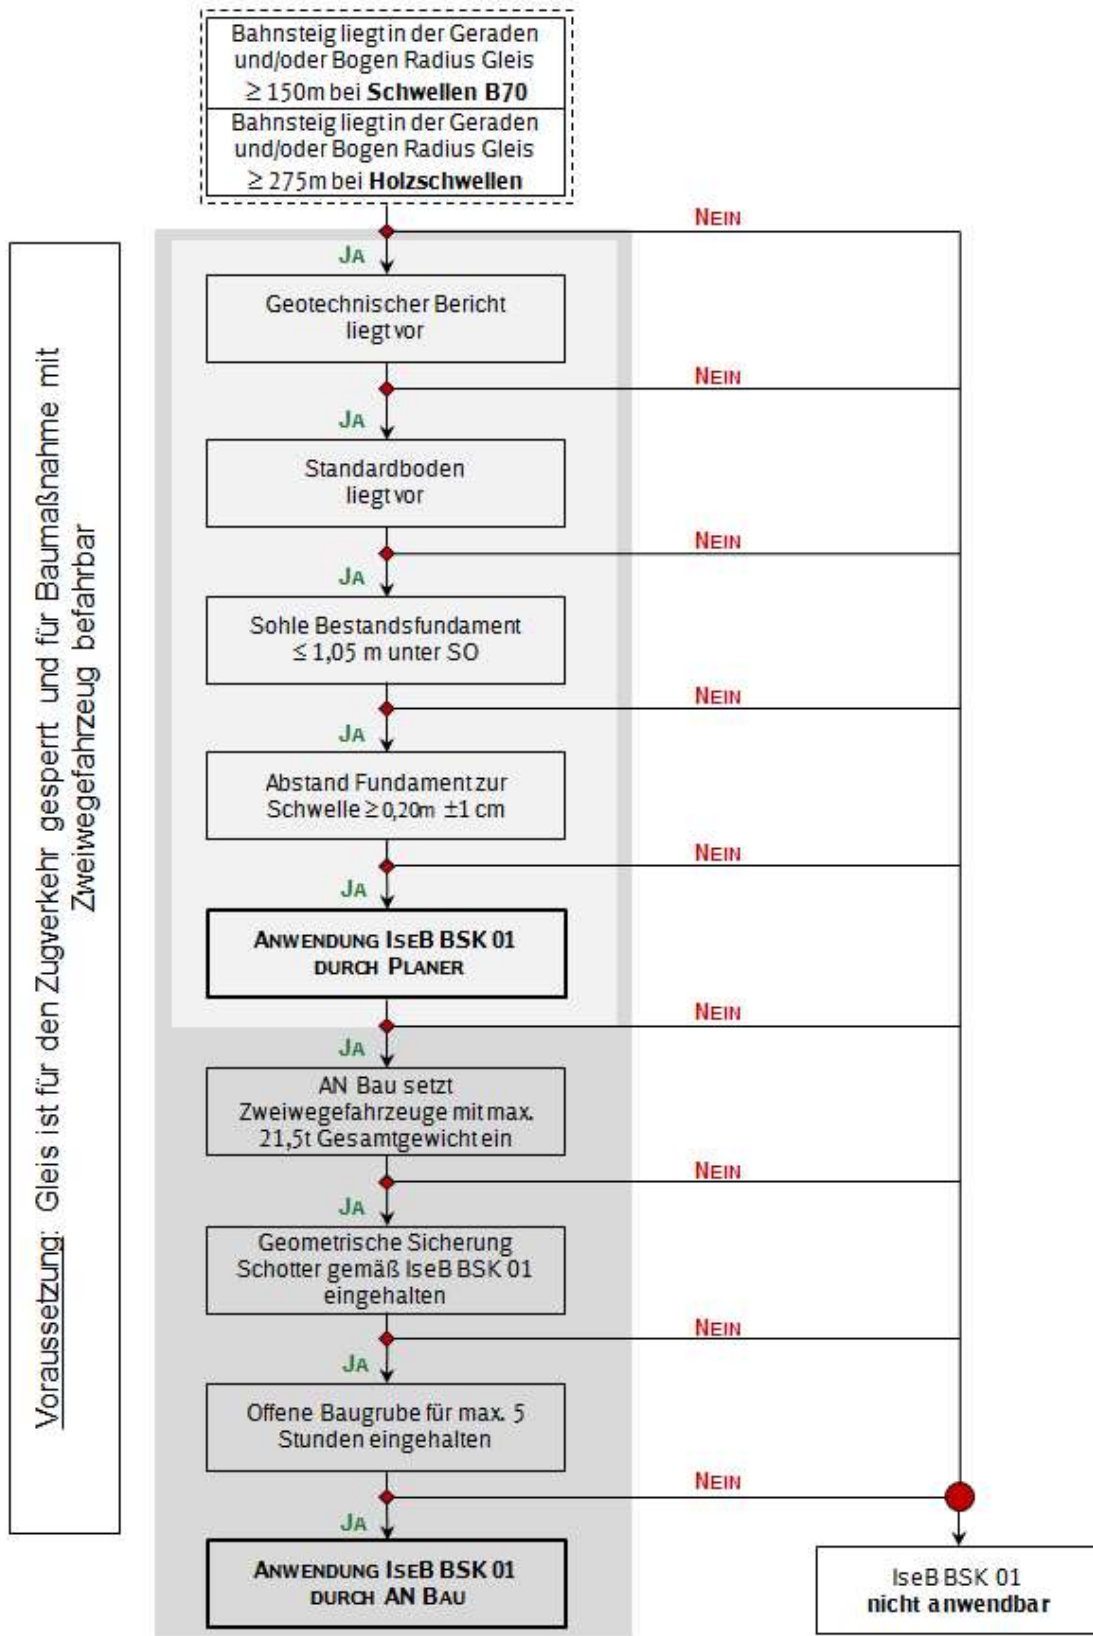 Bahnsteig liegt in der Geraden
und/oder Bogen Radius Gleis
≥ 150m bei Schwellen B70
Bahnsteig liegt in der Geraden
und/oder Bogen Radius Gleis
≥ 275m bei Holzschwellen
NEIN
JA
Voraussetzung: Gleis ist für den Zugverkehr gesperrt und für Baumaßnahme mit
Zweiwegefahrzeug befahrbar
Geotechnischer Bericht
liegt vor
NEIN
JA
Standardboden
liegt vor
NEIN
JA
Sohle Bestandsfundament
≤ 1,05 m unter SO
NEIN
JA
Abstand Fundament zur
Schwelle ≥ 0,20m ±1 cm
NEIN
JA
ANWENDUNG ISEB BSK 01
DURCH PLANER
NEIN
JA
AN Bau setzt
Zweiwegefahrzeuge mit max.
21,5t Gesamtgewicht ein
NEIN
JA
Geometrische Sicherung
Schotter gemäß IseB BSK 01
eingehalten
NEIN
JA
Offene Baugrube für max. 5
Stunden eingehalten
NEIN
JA
ANWENDUNG ISEB BSK 01
DURCH AN BAU
IseB BSK 01
nicht anwendbar